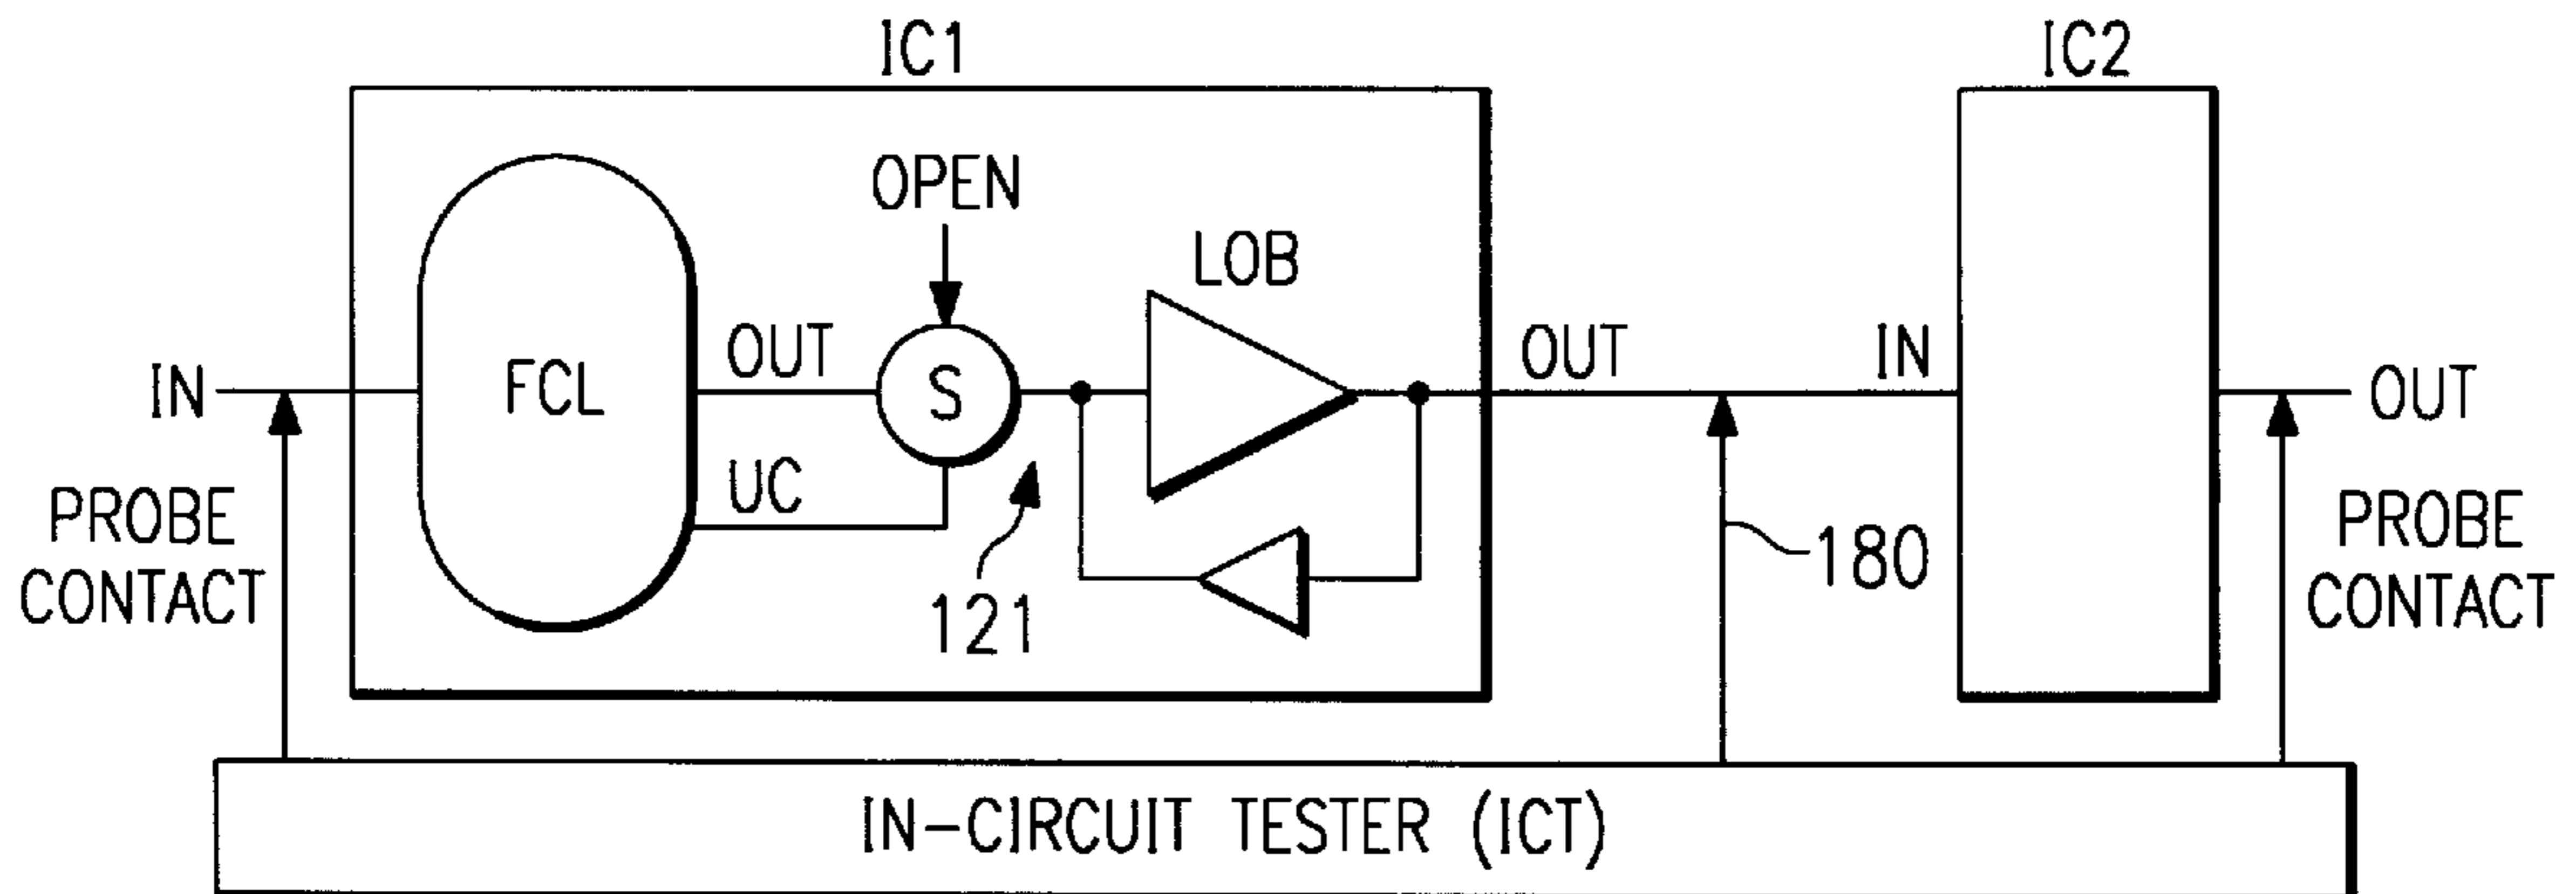 IC1
IC2
OPEN
LOB
IN
FCL
OUT
S
OUT
IN
OUT
UC
PROBE
CONTACT
121
180
PROBE
CONTACT
IN-CIRCUIT TESTER (ICT)